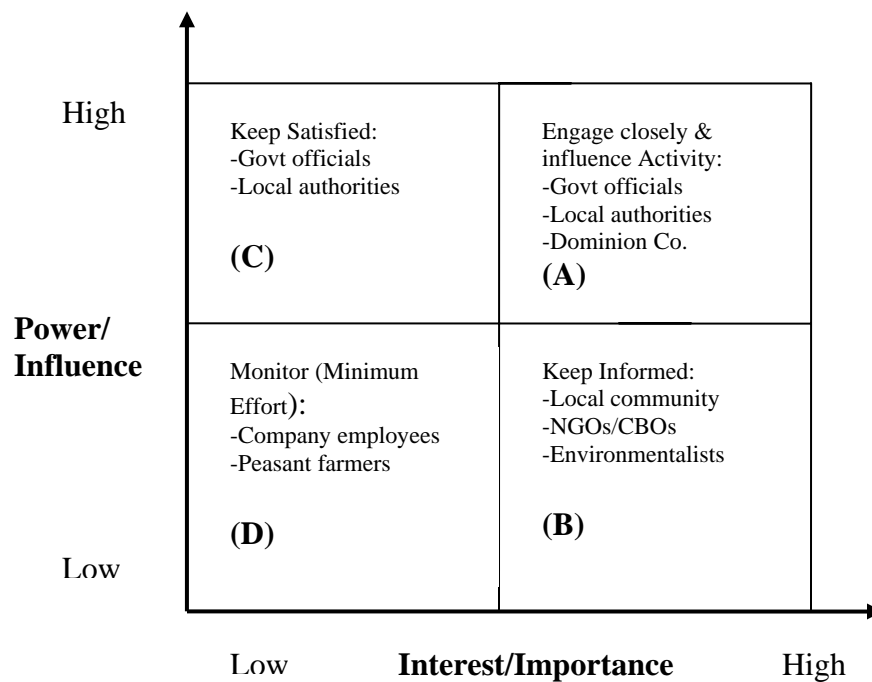 High
Keep Satisfied:
-Govt officials
-Local authorities
(C)
Engage closely &
influence Activity:
-Govt officials
-Local authorities
-Dominion Co.
(A)
Power/
Influence
Monitor (Minimum
Effort):
-Company employees
-Peasant farmers
(D)
Keep Informed:
-Local community
-NGOs/CBOs
-Environmentalists
(B)
Low
Low
Interest/Importance
High